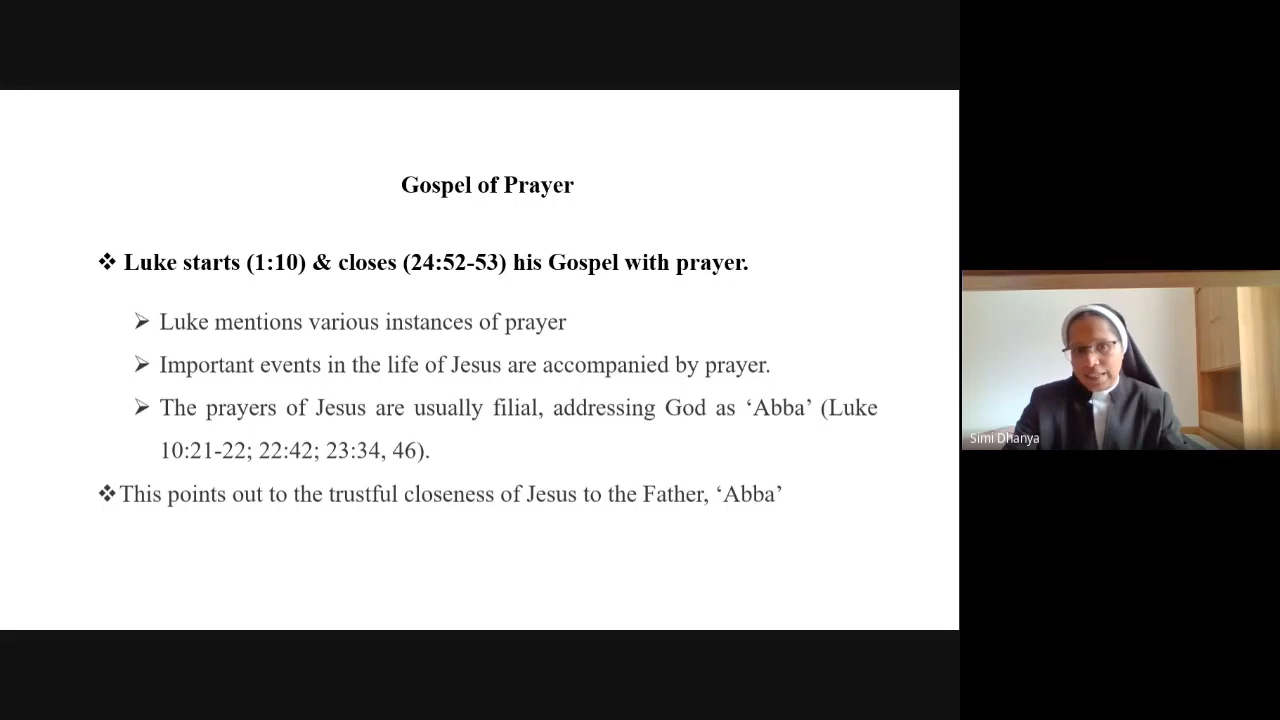 Gospel of Prayer
❖ Luke starts (1:10) & closes (24:52-53) his Gospel with prayer.
➢ Luke mentions various instances of prayer
➢ Important events in the life of Jesus are accompanied by prayer.
➢ The prayers of Jesus are usually filial, addressing God as ‘Abba’ (Luke
10:21-22; 22:42; 23:34, 46).
❖This points out to the trustful closeness of Jesus to the Father, ‘Abba’
Simi Dhanya